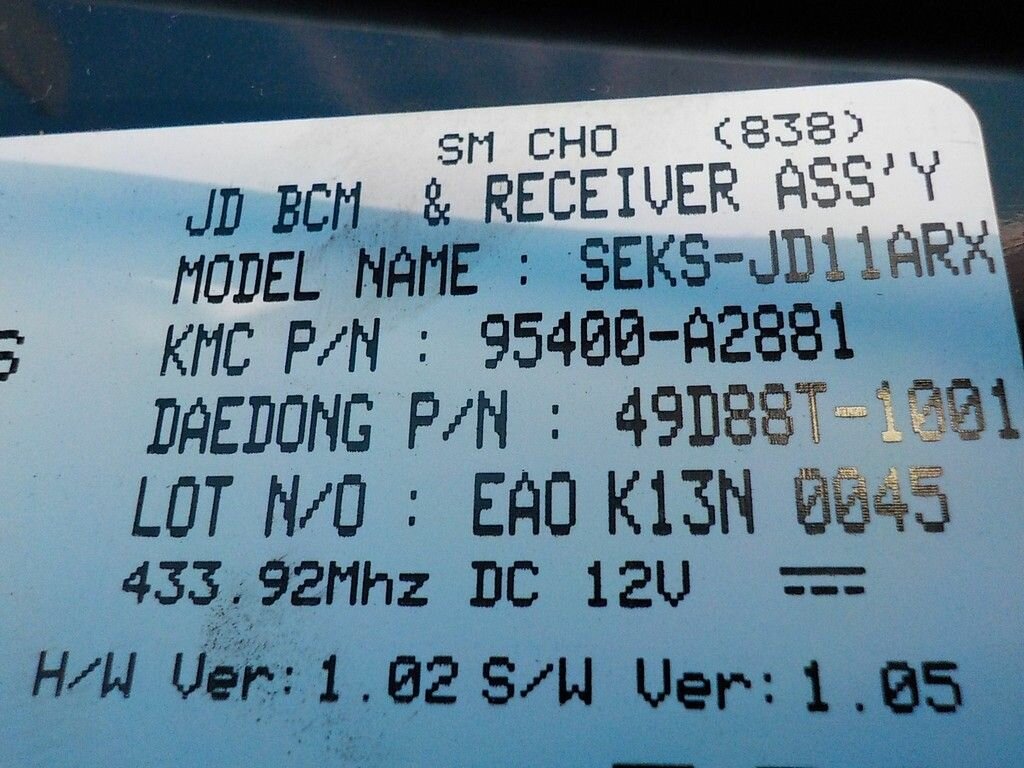 SM CHO (838)
JD BCM & RECEIVER ASS'Y
MODEL NAME : SEKS-JD11ARX
S
KMC P/N : 95400-A2881
DAEDONG P/N : 49D88T-1001
LOT N/O : EAO K13N 0045
433.92Mhz DC 12V
H/W Ver:1.02 S/W Ver:1.05